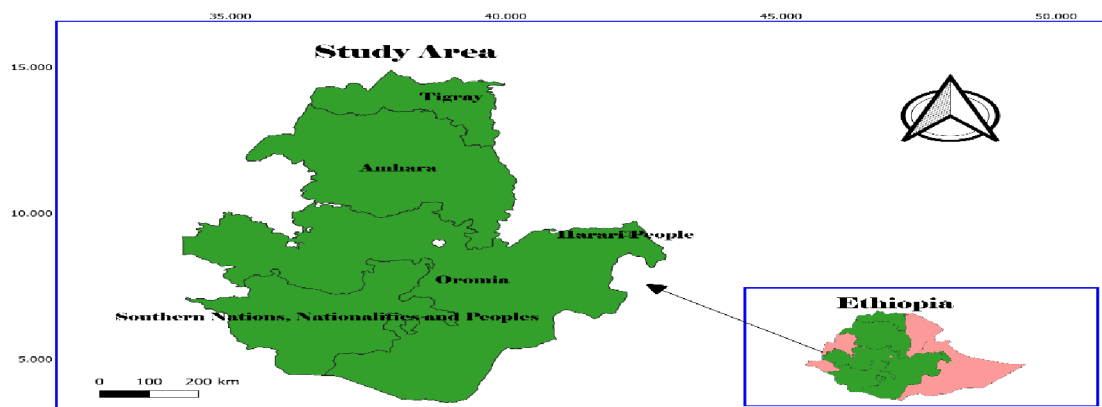 35.000 40.000 45.000 50.000
Study Area
15.000
Tigray
Amhara
10.000
Harari People
Oromia
Ethiopia
Southern Nations, Nationalities and Peoples
5.000
0 100 200 km